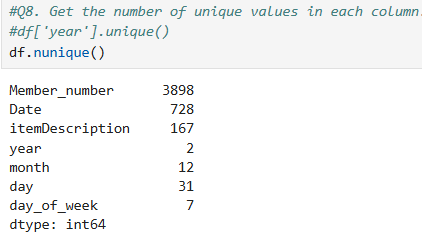 #Q8. Get the number of unique values in each column.
#df['year'].unique()
df.nunique()
Member_number 3898
Date 728
itemDescription 167
year 2
month 12
day 31
day_of_week 7
dtype: int64